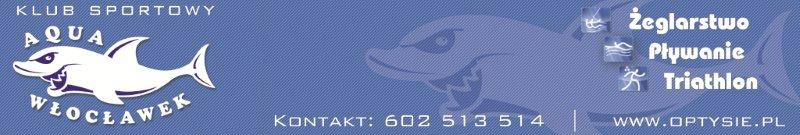 KLUB SPORTOWY
AQUA
WŁOCŁAWEK
Żeglarstwo
Pływanie
Triathlon
KONTAKT: 602 513 514 | WWW.OPTYSIE.PL